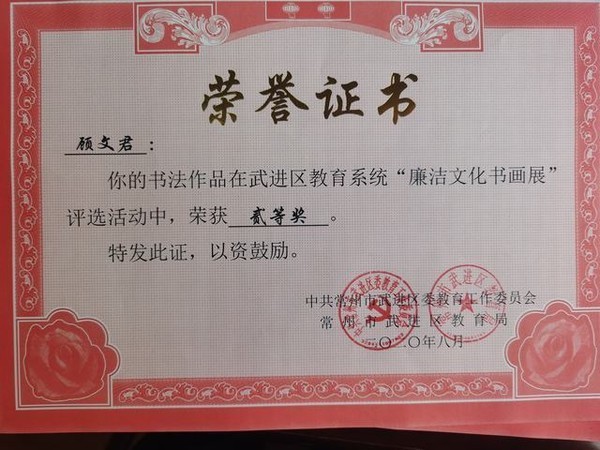 荣誉证书
顾文君：
你的书法作品在武进区教育系统“廉洁文化书画展”
评选活动中，荣获 贰等奖 。
特发此证，以资鼓励。
中共常州市武进区委教育工作委员会
常州市武进区教育局
二〇二〇年八月